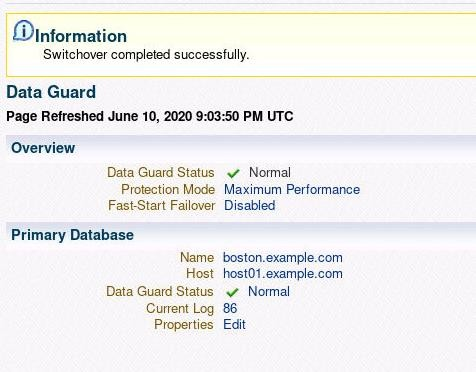 Information
Switchover completed successfully.
Data Guard
Page Refreshed June 10, 2020 9:03:50 PM UTC
Overview
Data Guard Status Normal
Protection Mode Maximum Performance
Fast-Start Failover Disabled
Primary Database
Name boston.example.com
Host host01.example.com
Data Guard Status Normal
Current Log 86
Properties Edit